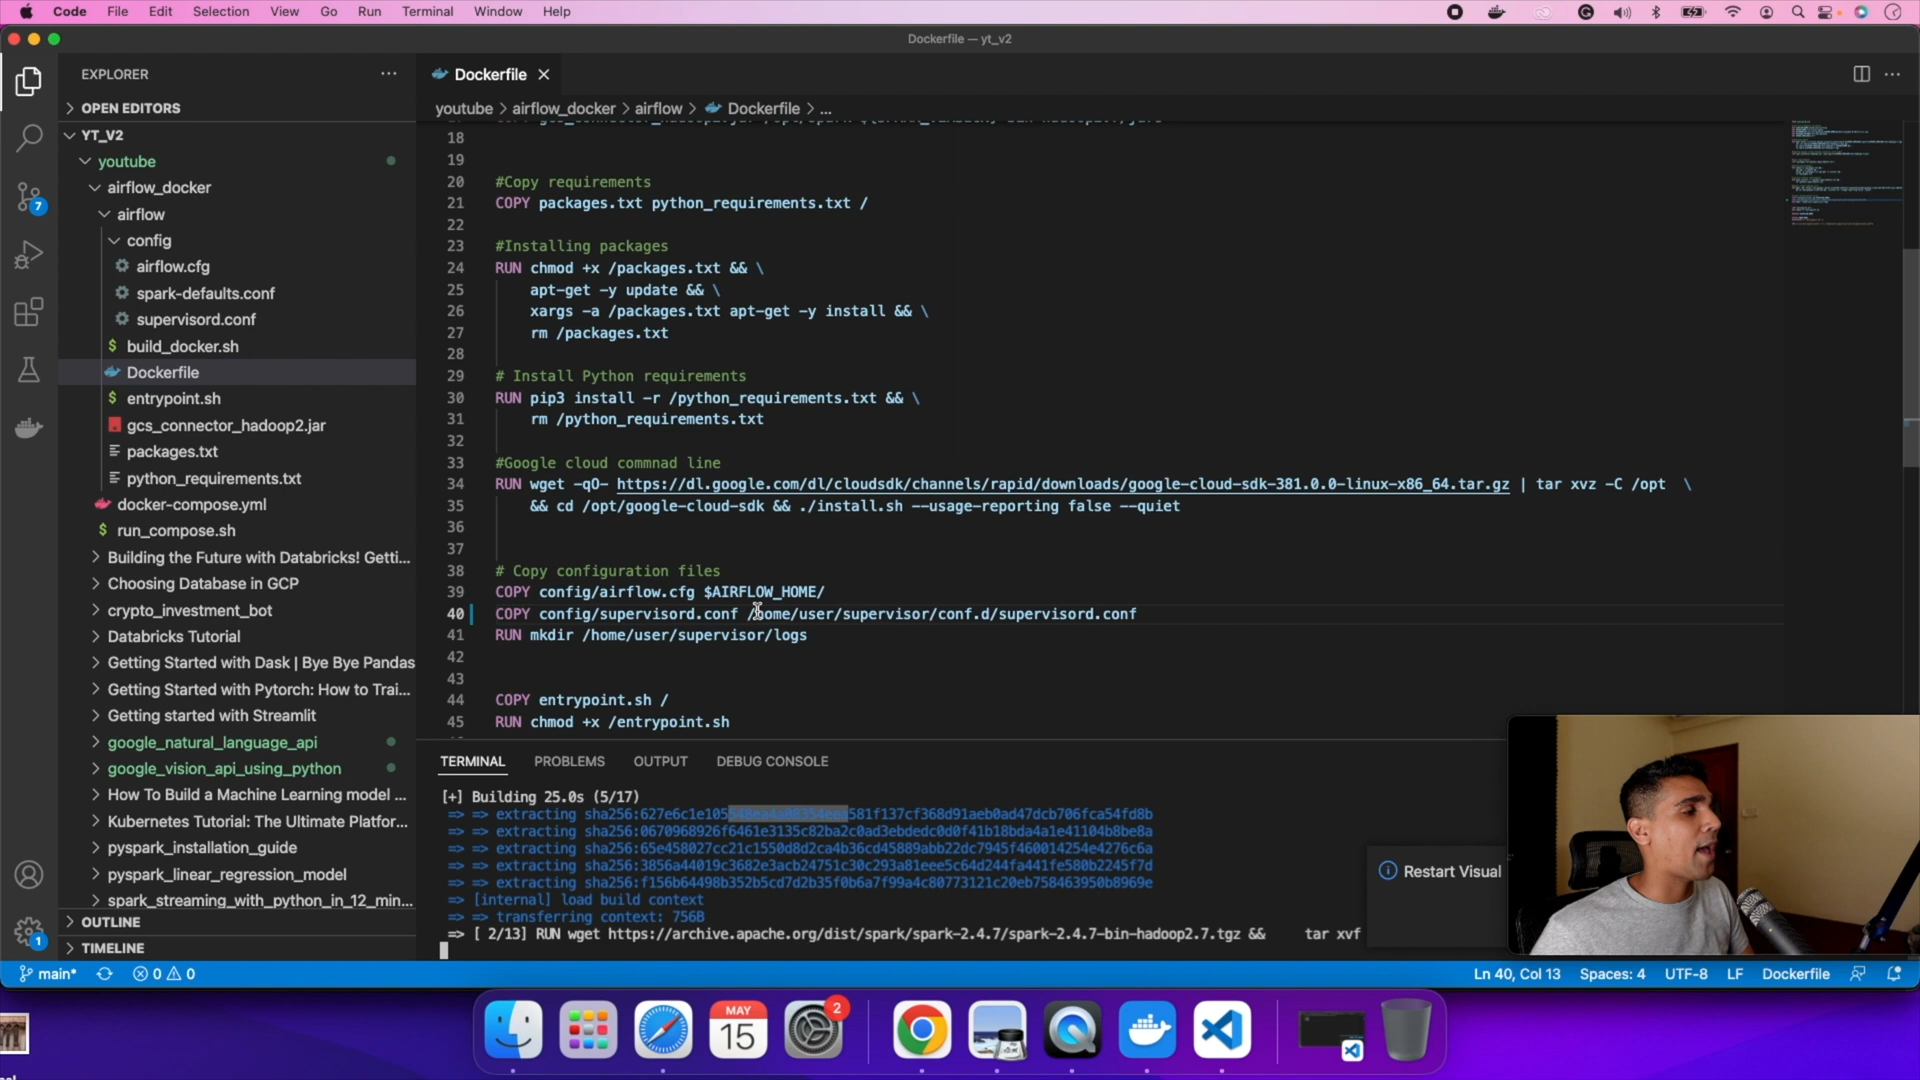 Code File Edit Selection View Go Run Terminal Window Help
Dockerfile — yt_v2
EXPLORER
OPEN EDITORS
YT_V2
youtube
airflow_docker
airflow
config
airflow.cfg
spark-defaults.conf
supervisord.conf
build_docker.sh
Dockerfile
entrypoint.sh
gcs_connector_hadoop2.jar
packages.txt
python_requirements.txt
docker-compose.yml
run_compose.sh
Building the Future with Databricks! Getti...
Choosing Database in GCP
crypto_investment_bot
Databricks Tutorial
Getting Started with Dask | Bye Bye Pandas
Getting Started with Pytorch: How to Trai...
Getting started with Streamlit
google_natural_language_api
google_vision_api_using_python
How To Build a Machine Learning model ...
Kubernetes Tutorial: The Ultimate Platfor...
pyspark_installation_guide
pyspark_linear_regression_model
spark_streaming_with_python_in_12_min...
OUTLINE
TIMELINE
7
1
Dockerfile
youtube > airflow_docker > airflow > Dockerfile > ...
18
19
20 #Copy requirements
21 COPY packages.txt python_requirements.txt /
22
23 #Installing packages
24 RUN chmod +x /packages.txt && \
25 apt-get -y update && \
26 xargs -a /packages.txt apt-get -y install && \
27 rm /packages.txt
28
29 # Install Python requirements
30 RUN pip3 install -r /python_requirements.txt && \
31 rm /python_requirements.txt
32
33 #Google cloud commnad line
34 RUN wget -qO- https://dl.google.com/dl/cloudsdk/channels/rapid/downloads/google-cloud-sdk-381.0.0-linux-x86_64.tar.gz | tar xvz -C /opt \
35 && cd /opt/google-cloud-sdk && ./install.sh --usage-reporting false --quiet
36
37
38 # Copy configuration files
39 COPY config/airflow.cfg $AIRFLOW_HOME/
40 COPY config/supervisord.conf /home/user/supervisor/conf.d/supervisord.conf
41 RUN mkdir /home/user/supervisor/logs
42
43
44 COPY entrypoint.sh /
45 RUN chmod +x /entrypoint.sh
TERMINAL PROBLEMS OUTPUT DEBUG CONSOLE
[+] Building 25.0s (5/17)
=> => extracting
=> => extracting sha256:0670968926f6461e3135c82ba2c0ad3ebdedc0d0f41b18bda4a1e41104b8be8a
=> => extracting sha256:65e458027cc21c1550d8d2ca4b36cd45889abb22dc7945f460014254e4276c6a
=> => extracting sha256:3856a44019c3682e3acb24751c30c293a81eee5c64d244fa441fe580b2245f7d
=> => extracting sha256:f156b64498b352b5cd7d2b35f0b6a7f99a4c80773121c20eb758463950b8969e
=> [internal] load build context
=> => transferring context: 756B
=> [ 2/13] RUN wget https://archive.apache.org/dist/spark/spark-2.4.7/spark-2.4.7-bin-hadoop2.7.tgz && tar xvf
Restart Visual
main* 0 0 Ln 40, Col 13 Spaces: 4 UTF-8 LF Dockerfile
MAY
15
2